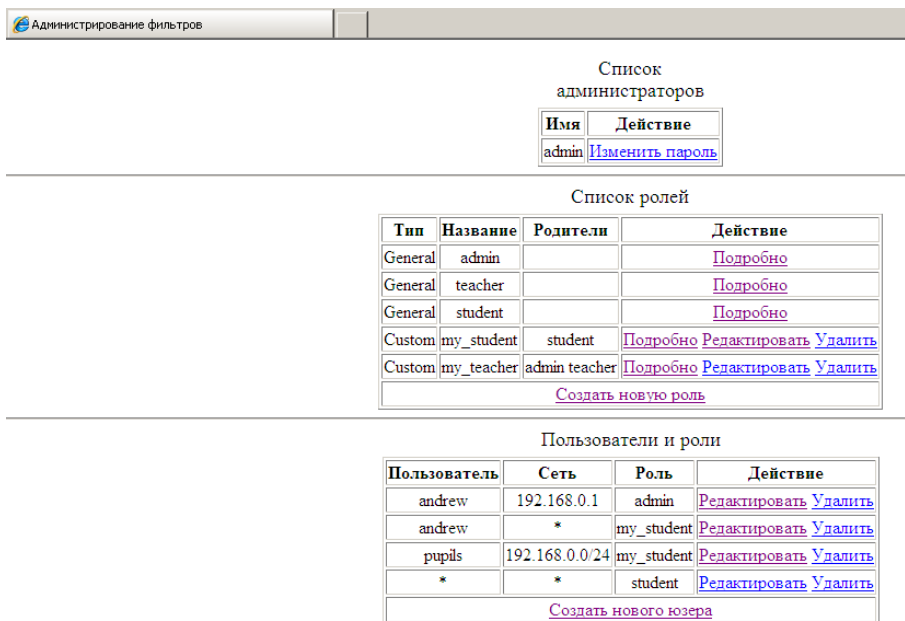 Администрирование фильтров
Список
администраторов
Имя Действие
admin Изменить пароль
Список ролей
Тип Название Родители Действие
General admin Подробно
General teacher Подробно
General student Подробно
Custom my_student student Подробно Редактировать Удалить
Custom my_teacher admin teacher Подробно Редактировать Удалить
Создать новую роль
Пользователи и роли
Пользователь Сеть Роль Действие
andrew 192.168.0.1 admin Редактировать Удалить
andrew * my_student Редактировать Удалить
pupils 192.168.0.0/24 my_student Редактировать Удалить
* * student Редактировать Удалить
Создать нового юзера